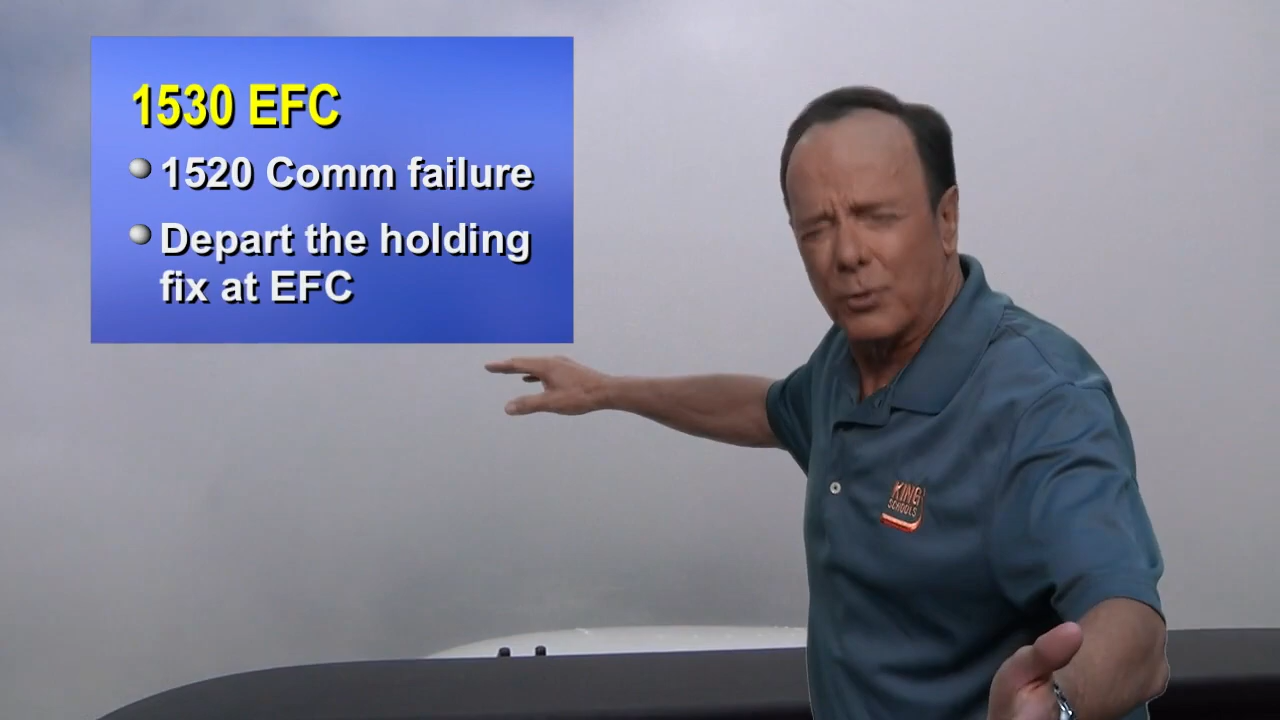 1530 EFC
1520 Comm failure
Depart the holding
fix at EFC
KING
SCHOOLS